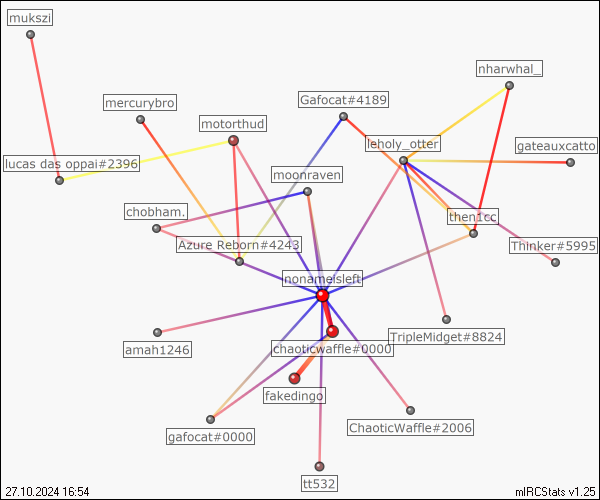 mukszi
nharwhal_
mercurybro
Gafocat#4189
motorthud
leholy_otter
gateauxcatto
lucas das oppai#2396
moonraven
chobham.
then1cc
Azure Reborn#4243
Thinker#5995
nonameisleft
TripleMidget#8824
amah1246
chaoticwaffle#0000
fakedingo
ChaoticWaffle#2006
gafocat#0000
tt532
27.10.2024 16:54
mIRCStats v1.25